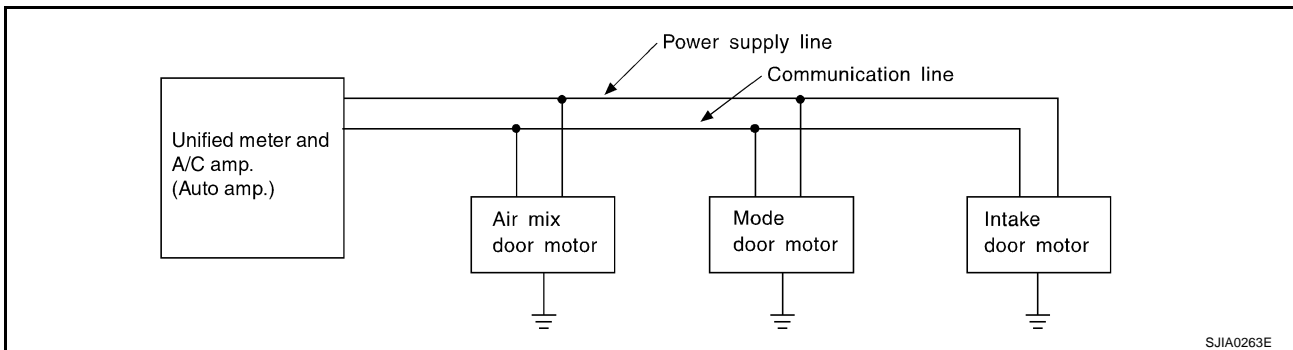 Power supply line
Communication line
Unified meter and
A/C amp.
(Auto amp.)
Air mix
door motor
Mode
door motor
Intake
door motor
SJIA0263E